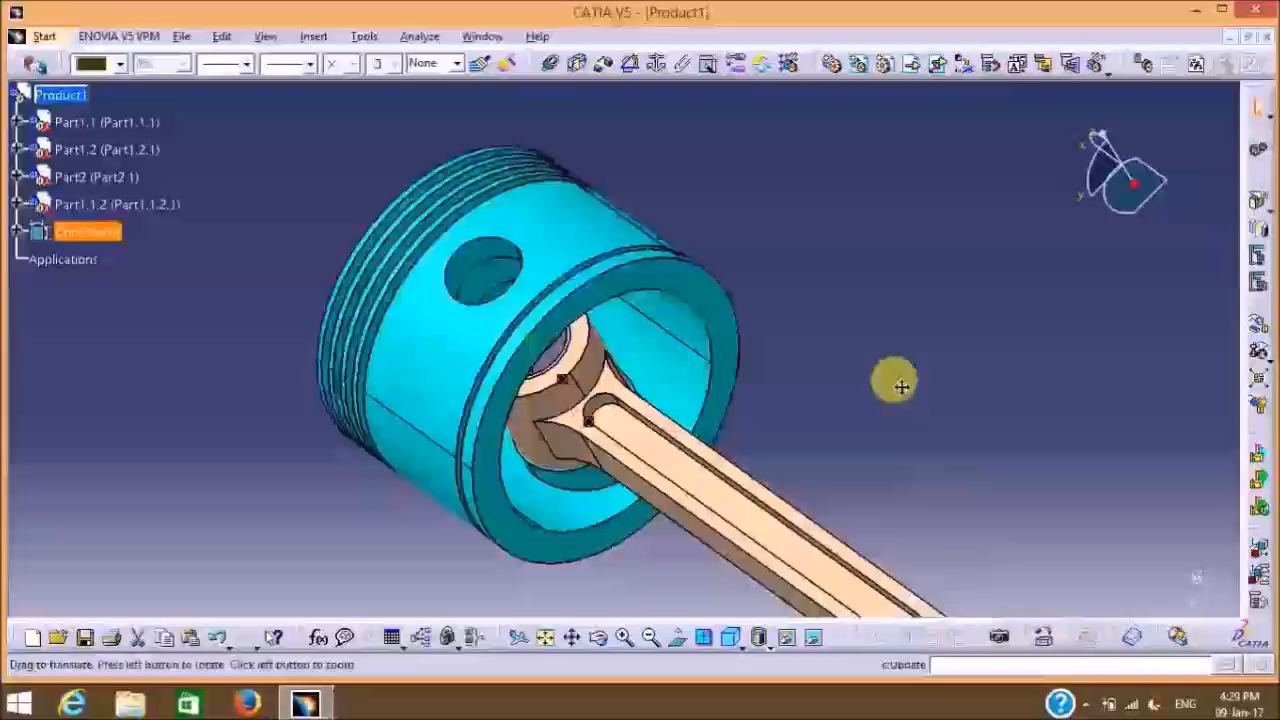 CATIA V5 - [Product1]
Start ENOVIA V5 VPM File Edit View Insert Tools Analyze Window Help
None
Product1
Part1.1 (Part1.1.1)
Part1.2 (Part1.2.1)
Part2 (Part2 1)
Part1.1.2 (Part1.1.2.1)
Constraints
Applications
CATIA
Drag to translate. Press left button to rotate. Click left button to zoom
c:Update
ENG
4:29 PM
09-Jan-17